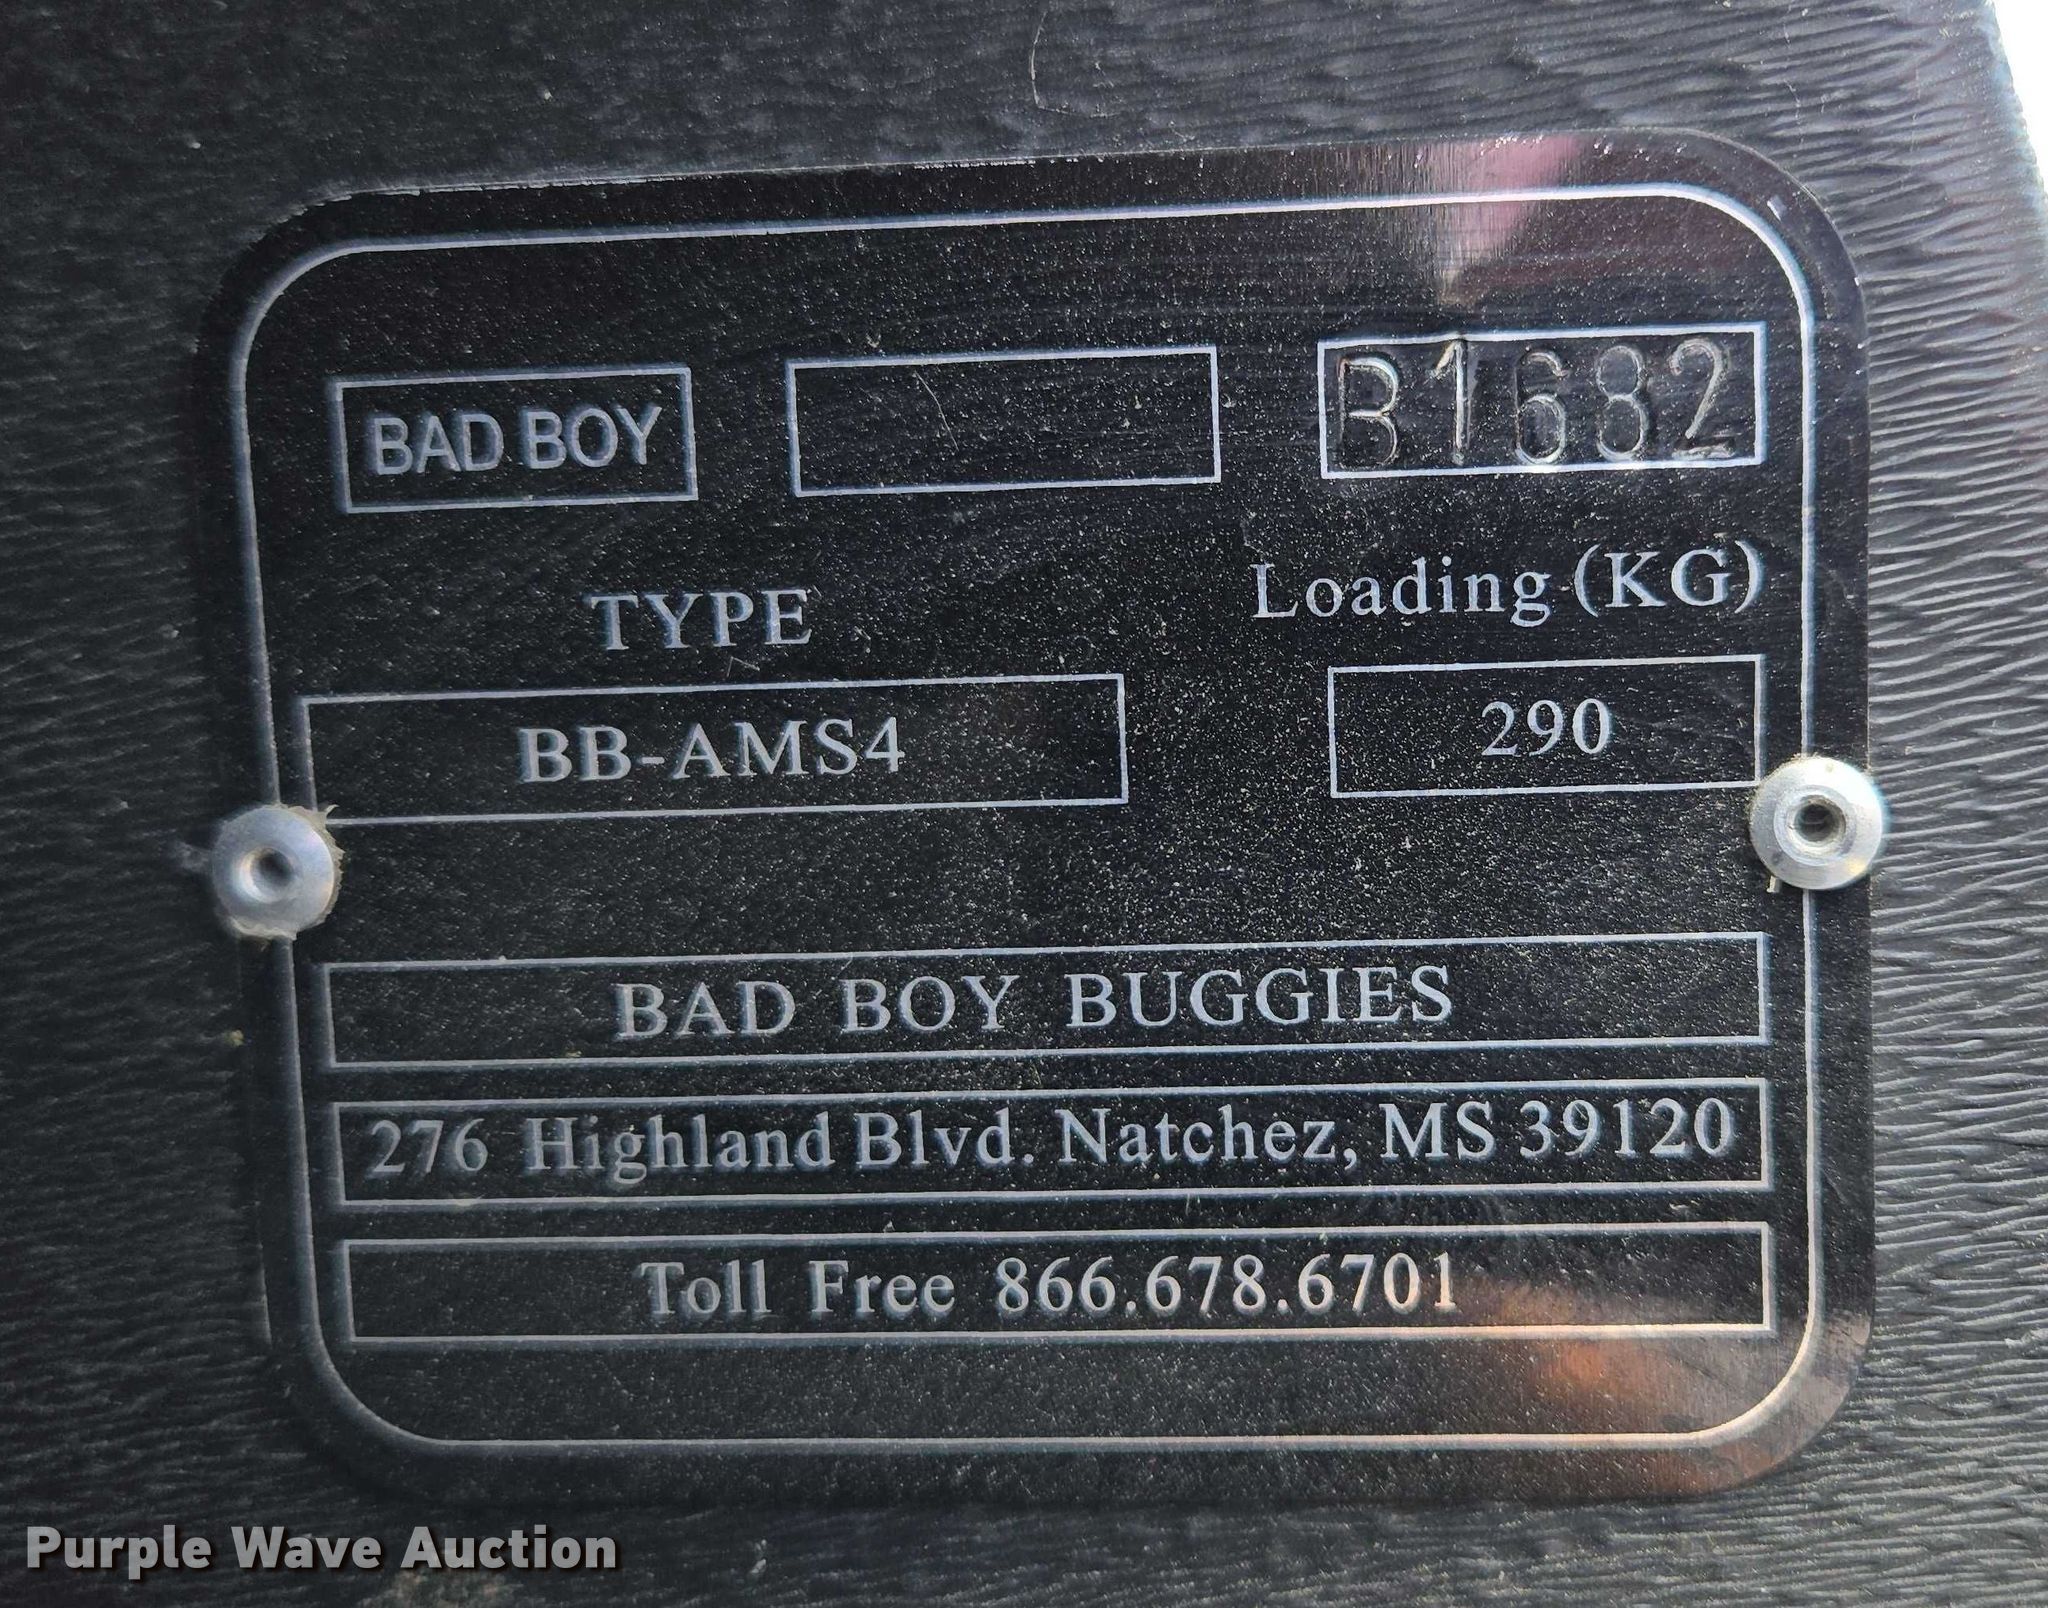 BAD BOY B1682
TYPE Loading (KG)
BB-AMS4 290
BAD BOY BUGGIES
276 Highland Blvd. Natchez, MS 39120
Toll Free 866.678.6701
Purple Wave Auction